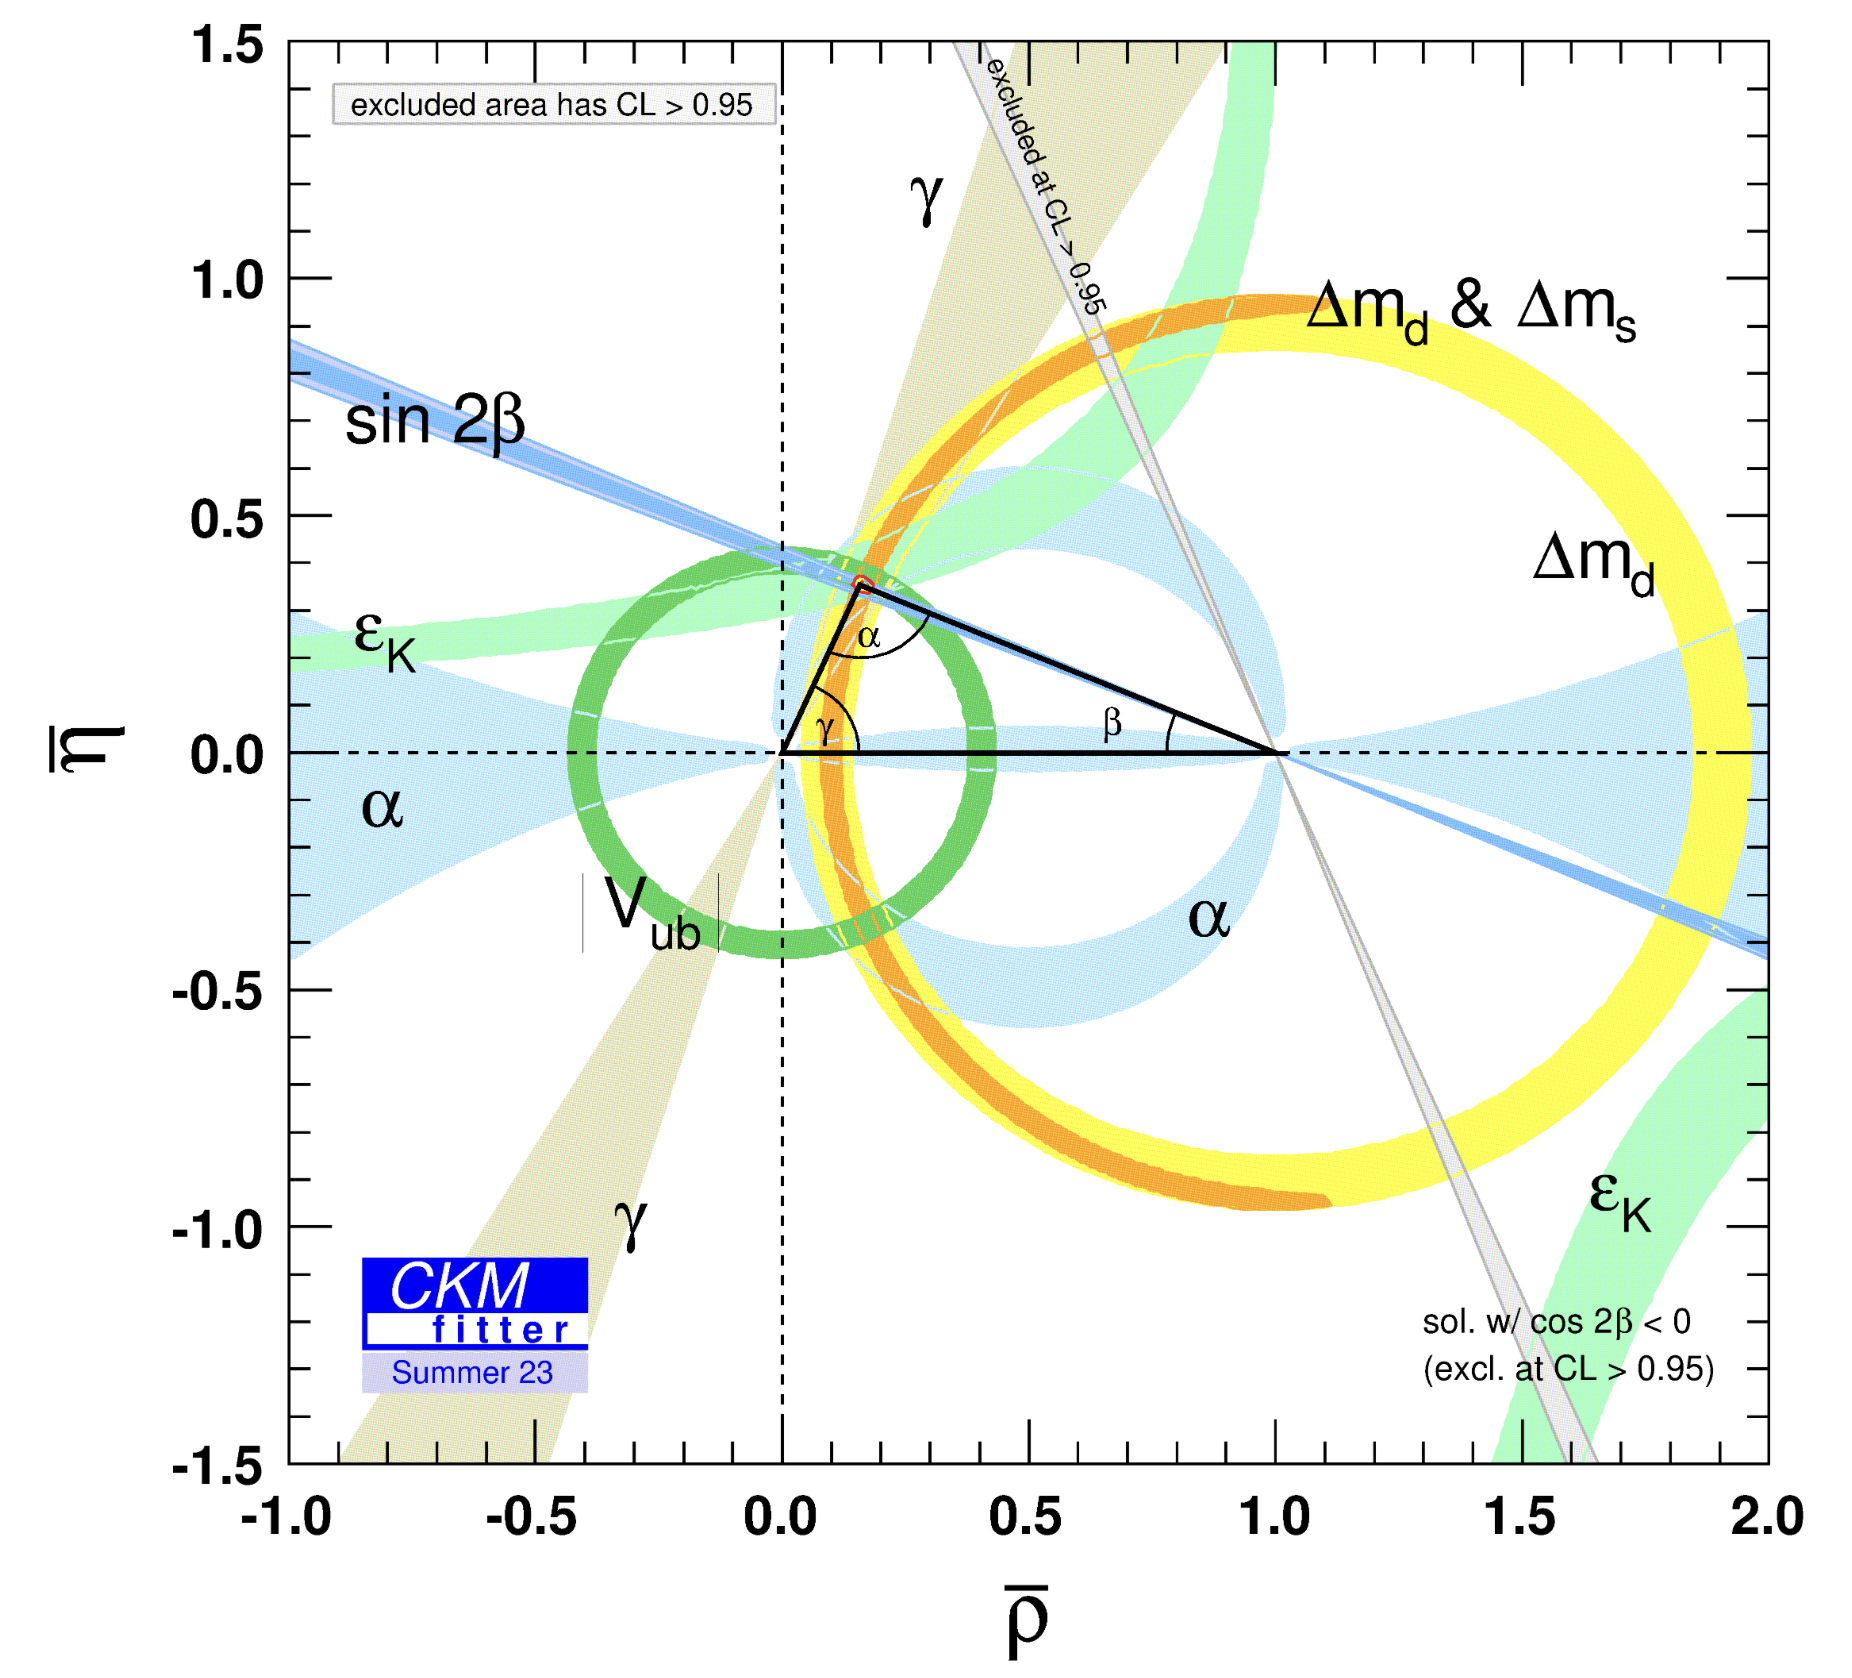 1.5
1.0
0.5
0.0
-0.5
-1.0
-1.5
η̅
excluded area has CL > 0.95
excluded at CL > 0.95
γ
Δm_d & Δm_s
sin 2β
Δm_d
ε_K
α
γ
β
α
α
|V_ub|
γ
ε_K
CKM
fitter
Summer 23
sol. w/ cos 2β < 0
(excl. at CL > 0.95)
-1.0 -0.5 0.0 0.5 1.0 1.5 2.0
ρ̅